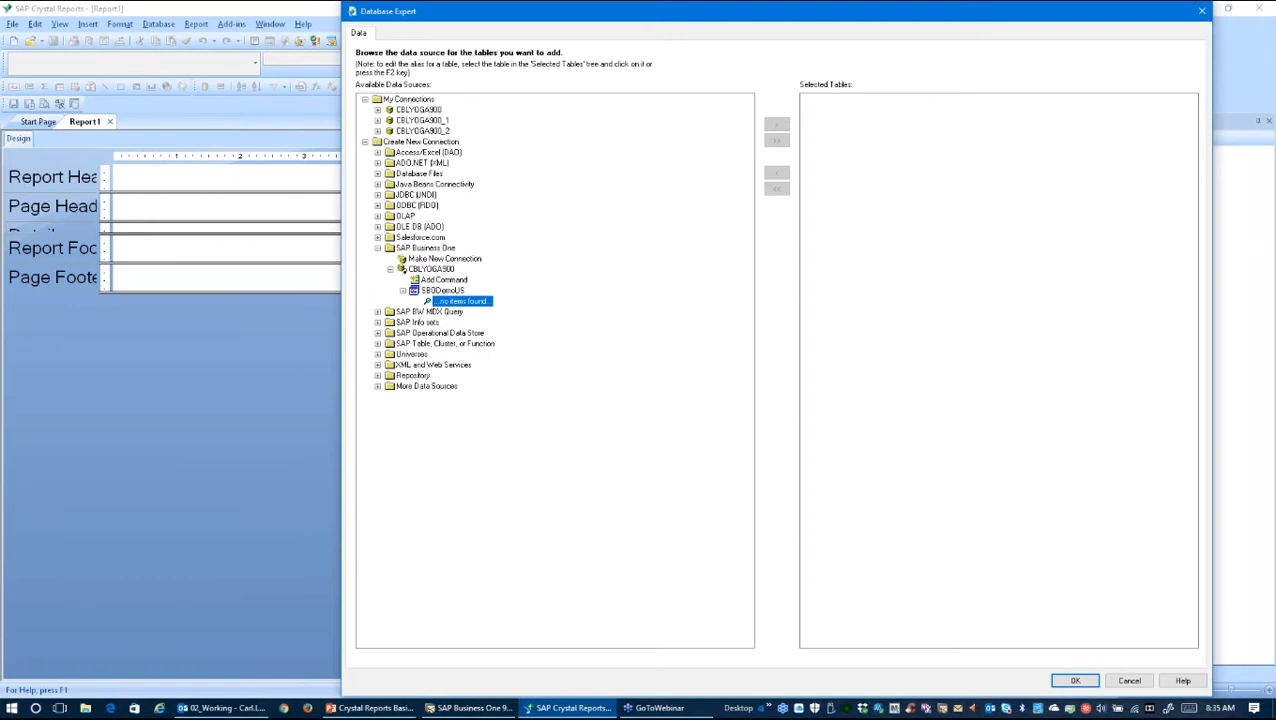 SAP Crystal Reports - [Report1]
File Edit View Insert Format Database Report Add-ins Window Help
Start Page Report1
Design
1 2 3
Report Hea
Page Head
Report Foo
Page Foote
For Help, press F1
Database Expert
Data
Browse the data source for the tables you want to add.
(Note: to edit the alias for a table, select the table in the 'Selected Tables' tree and click on it or
press the F2 key)
Available Data Sources:
My Connections
CBLYOGA900
CBLYOGA900_1
CBLYOGA900_2
Create New Connection
Access/Excel (DAO)
ADO.NET (XML)
Database Files
Java Beans Connectivity
JDBC (JNDI)
ODBC (RDO)
OLAP
OLE DB (ADO)
Salesforce.com
SAP Business One
Make New Connection
CBLYOGA900
Add Command
SBODemoUS
...no items found...
SAP BW MDX Query
SAP Info sets
SAP Operational Data Store
SAP Table, Cluster, or Function
Universes
XML and Web Services
Repository
More Data Sources
> >> < <<
Selected Tables:
OK Cancel Help
02_Working - Carl.L... Crystal Reports Basi... SAP Business One 9... SAP Crystal Reports... GoToWebinar Desktop 8:35 AM